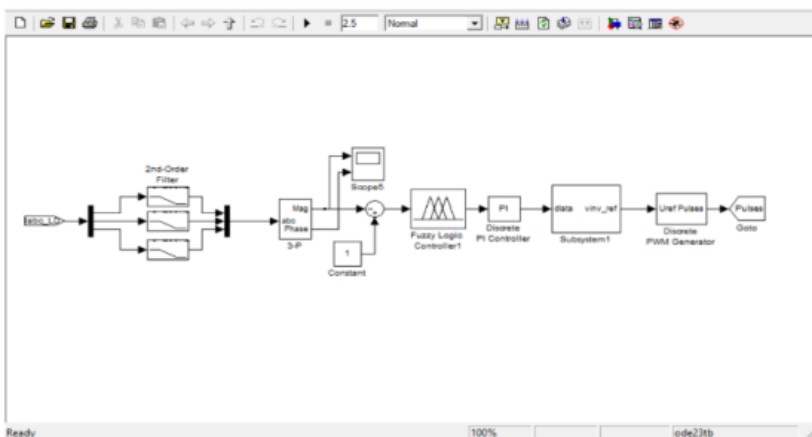 2.5
Normal
2nd-Order
Filter
Mag
abc
Phase
3-P
Scope5
1
Constant
Fuzzy Logic
Controller1
PI
Discrete
PI Controller
dlata
vinv_ref
Subsystem1
Uref Pulses
Discrete
PWM Generator
Pulses
Goto
Ready
100%
ode23tb